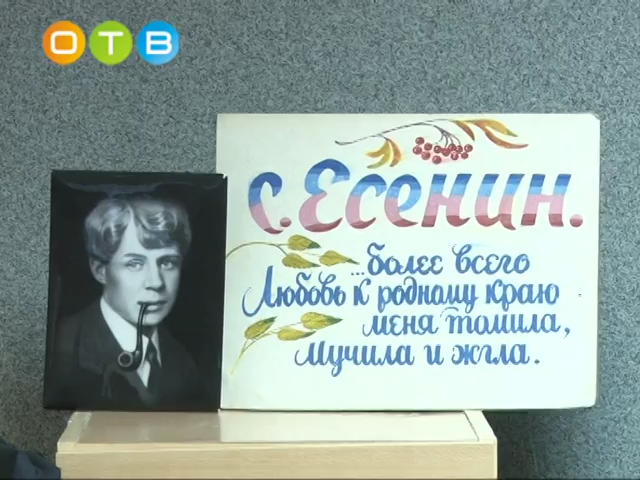 ОТВ
С. Есенин.
...более всего
Любовь к родному краю
меня томила,
Мучила и жгла.